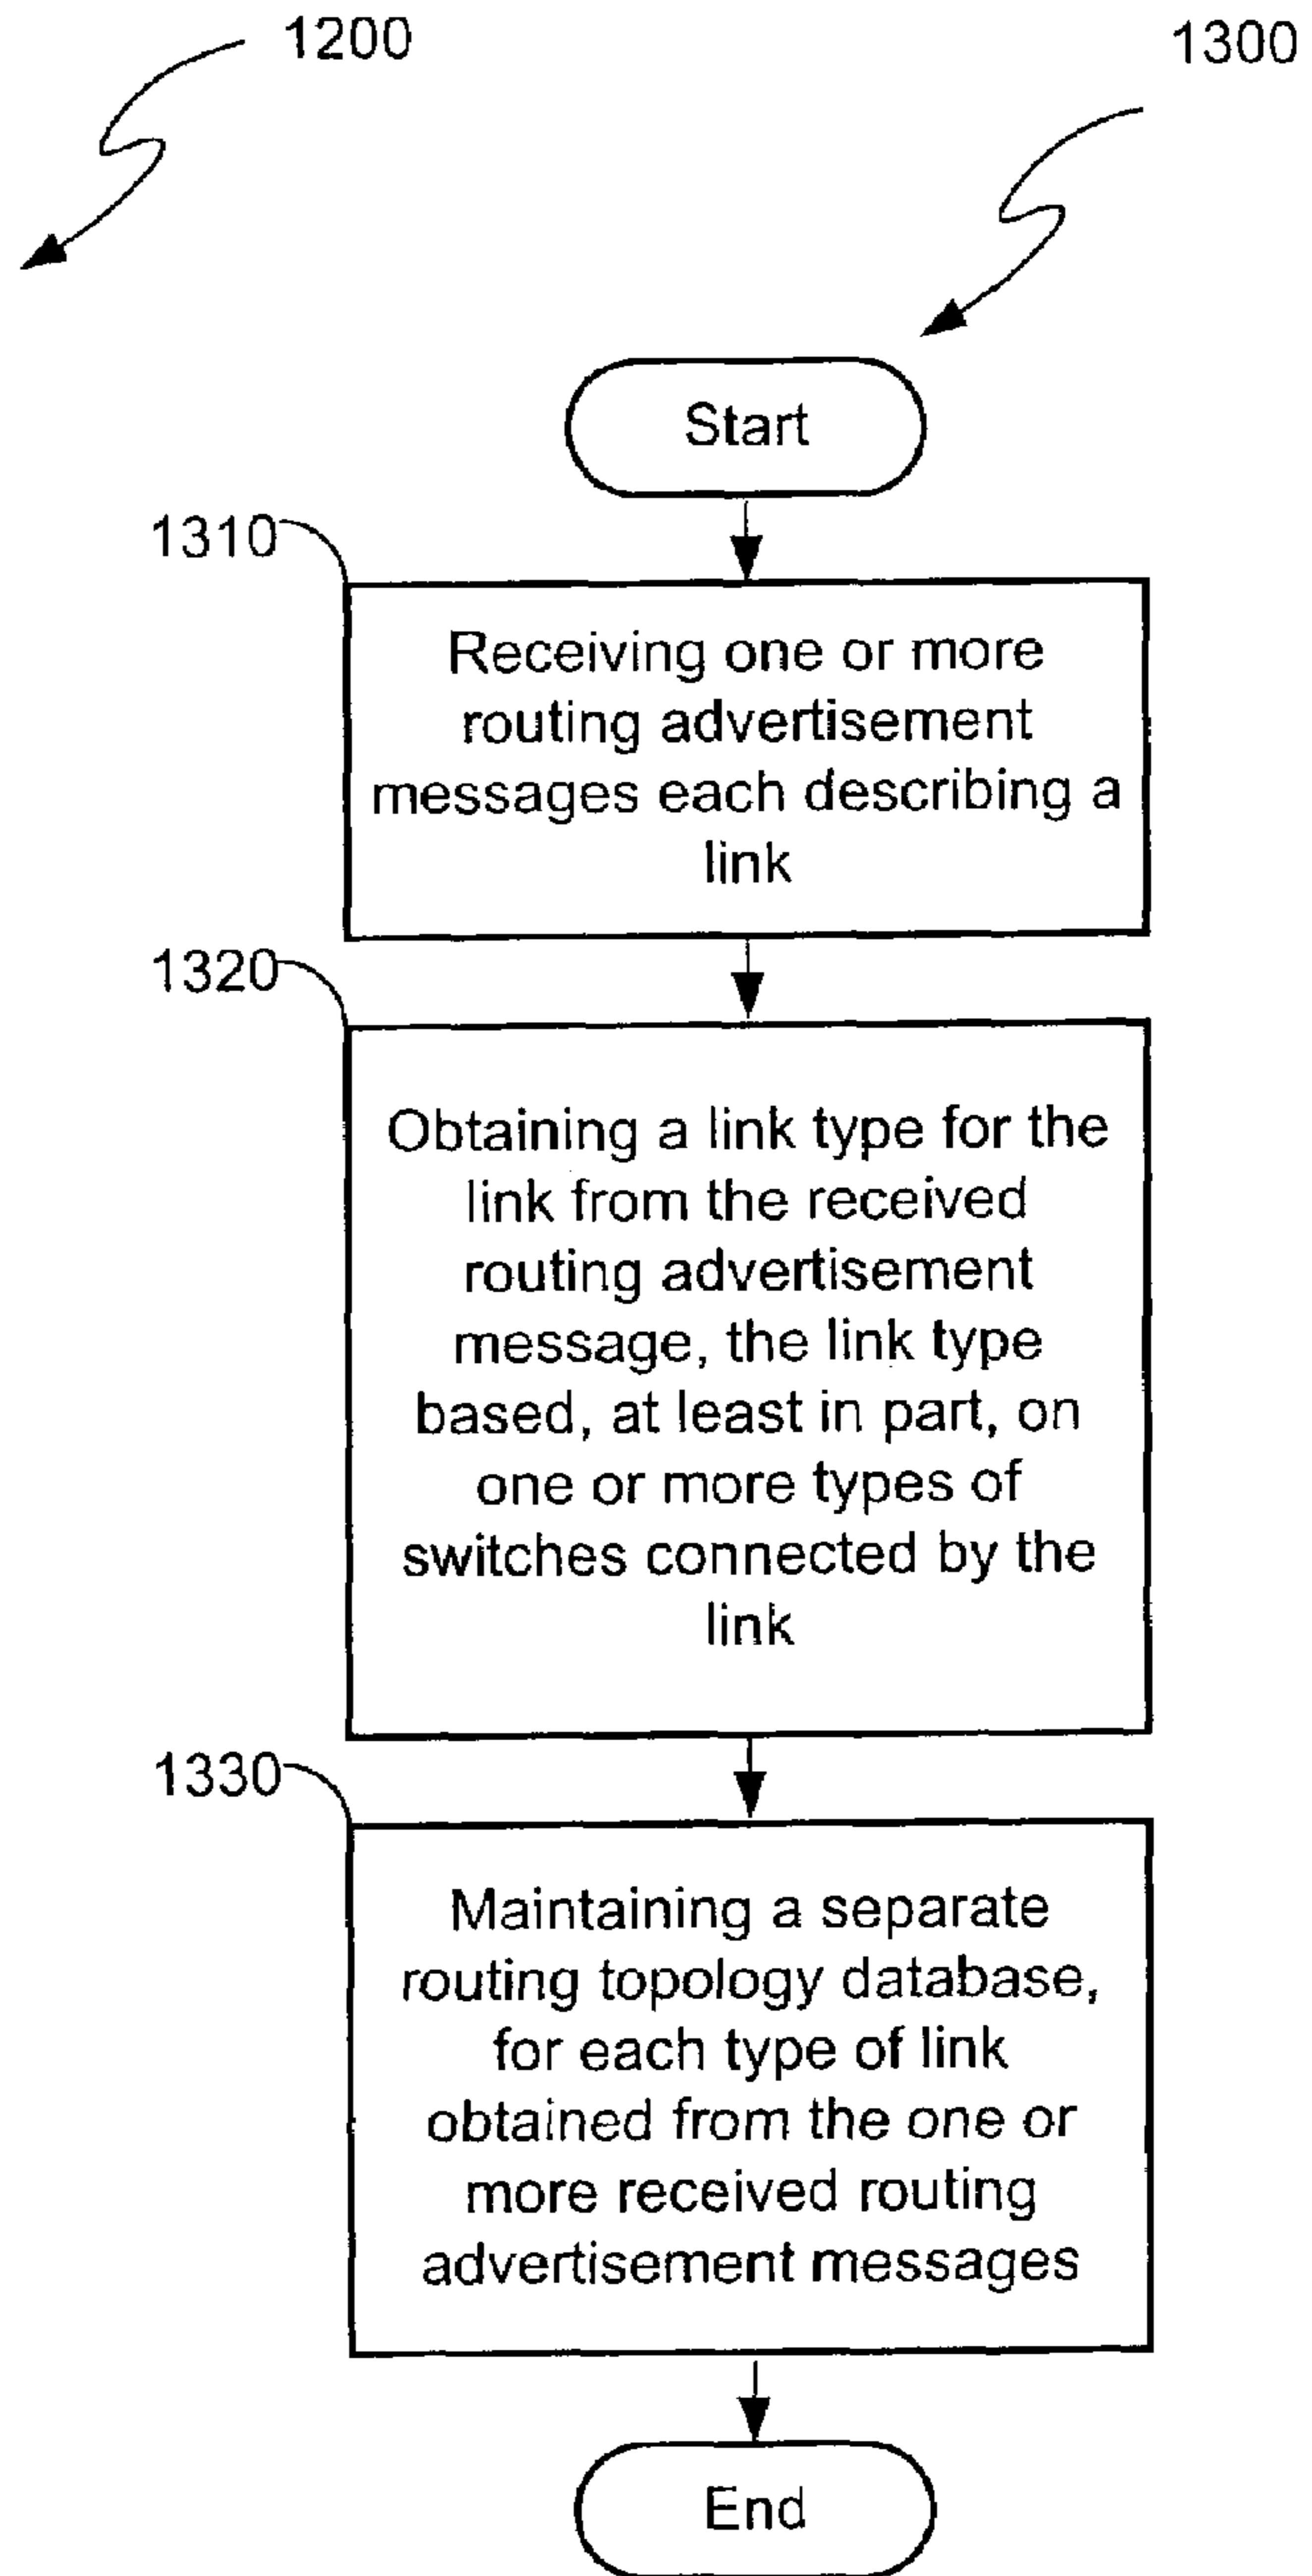 1200
1300
Start
1310
Receiving one or more
routing advertisement
messages each describing a
link
1320
Obtaining a link type for the
link from the received
routing advertisement
message, the link type
based, at least in part, on
one or more types of
switches connected by the
link
1330
Maintaining a separate
routing topology database,
for each type of link
obtained from the one or
more received routing
advertisement messages
End